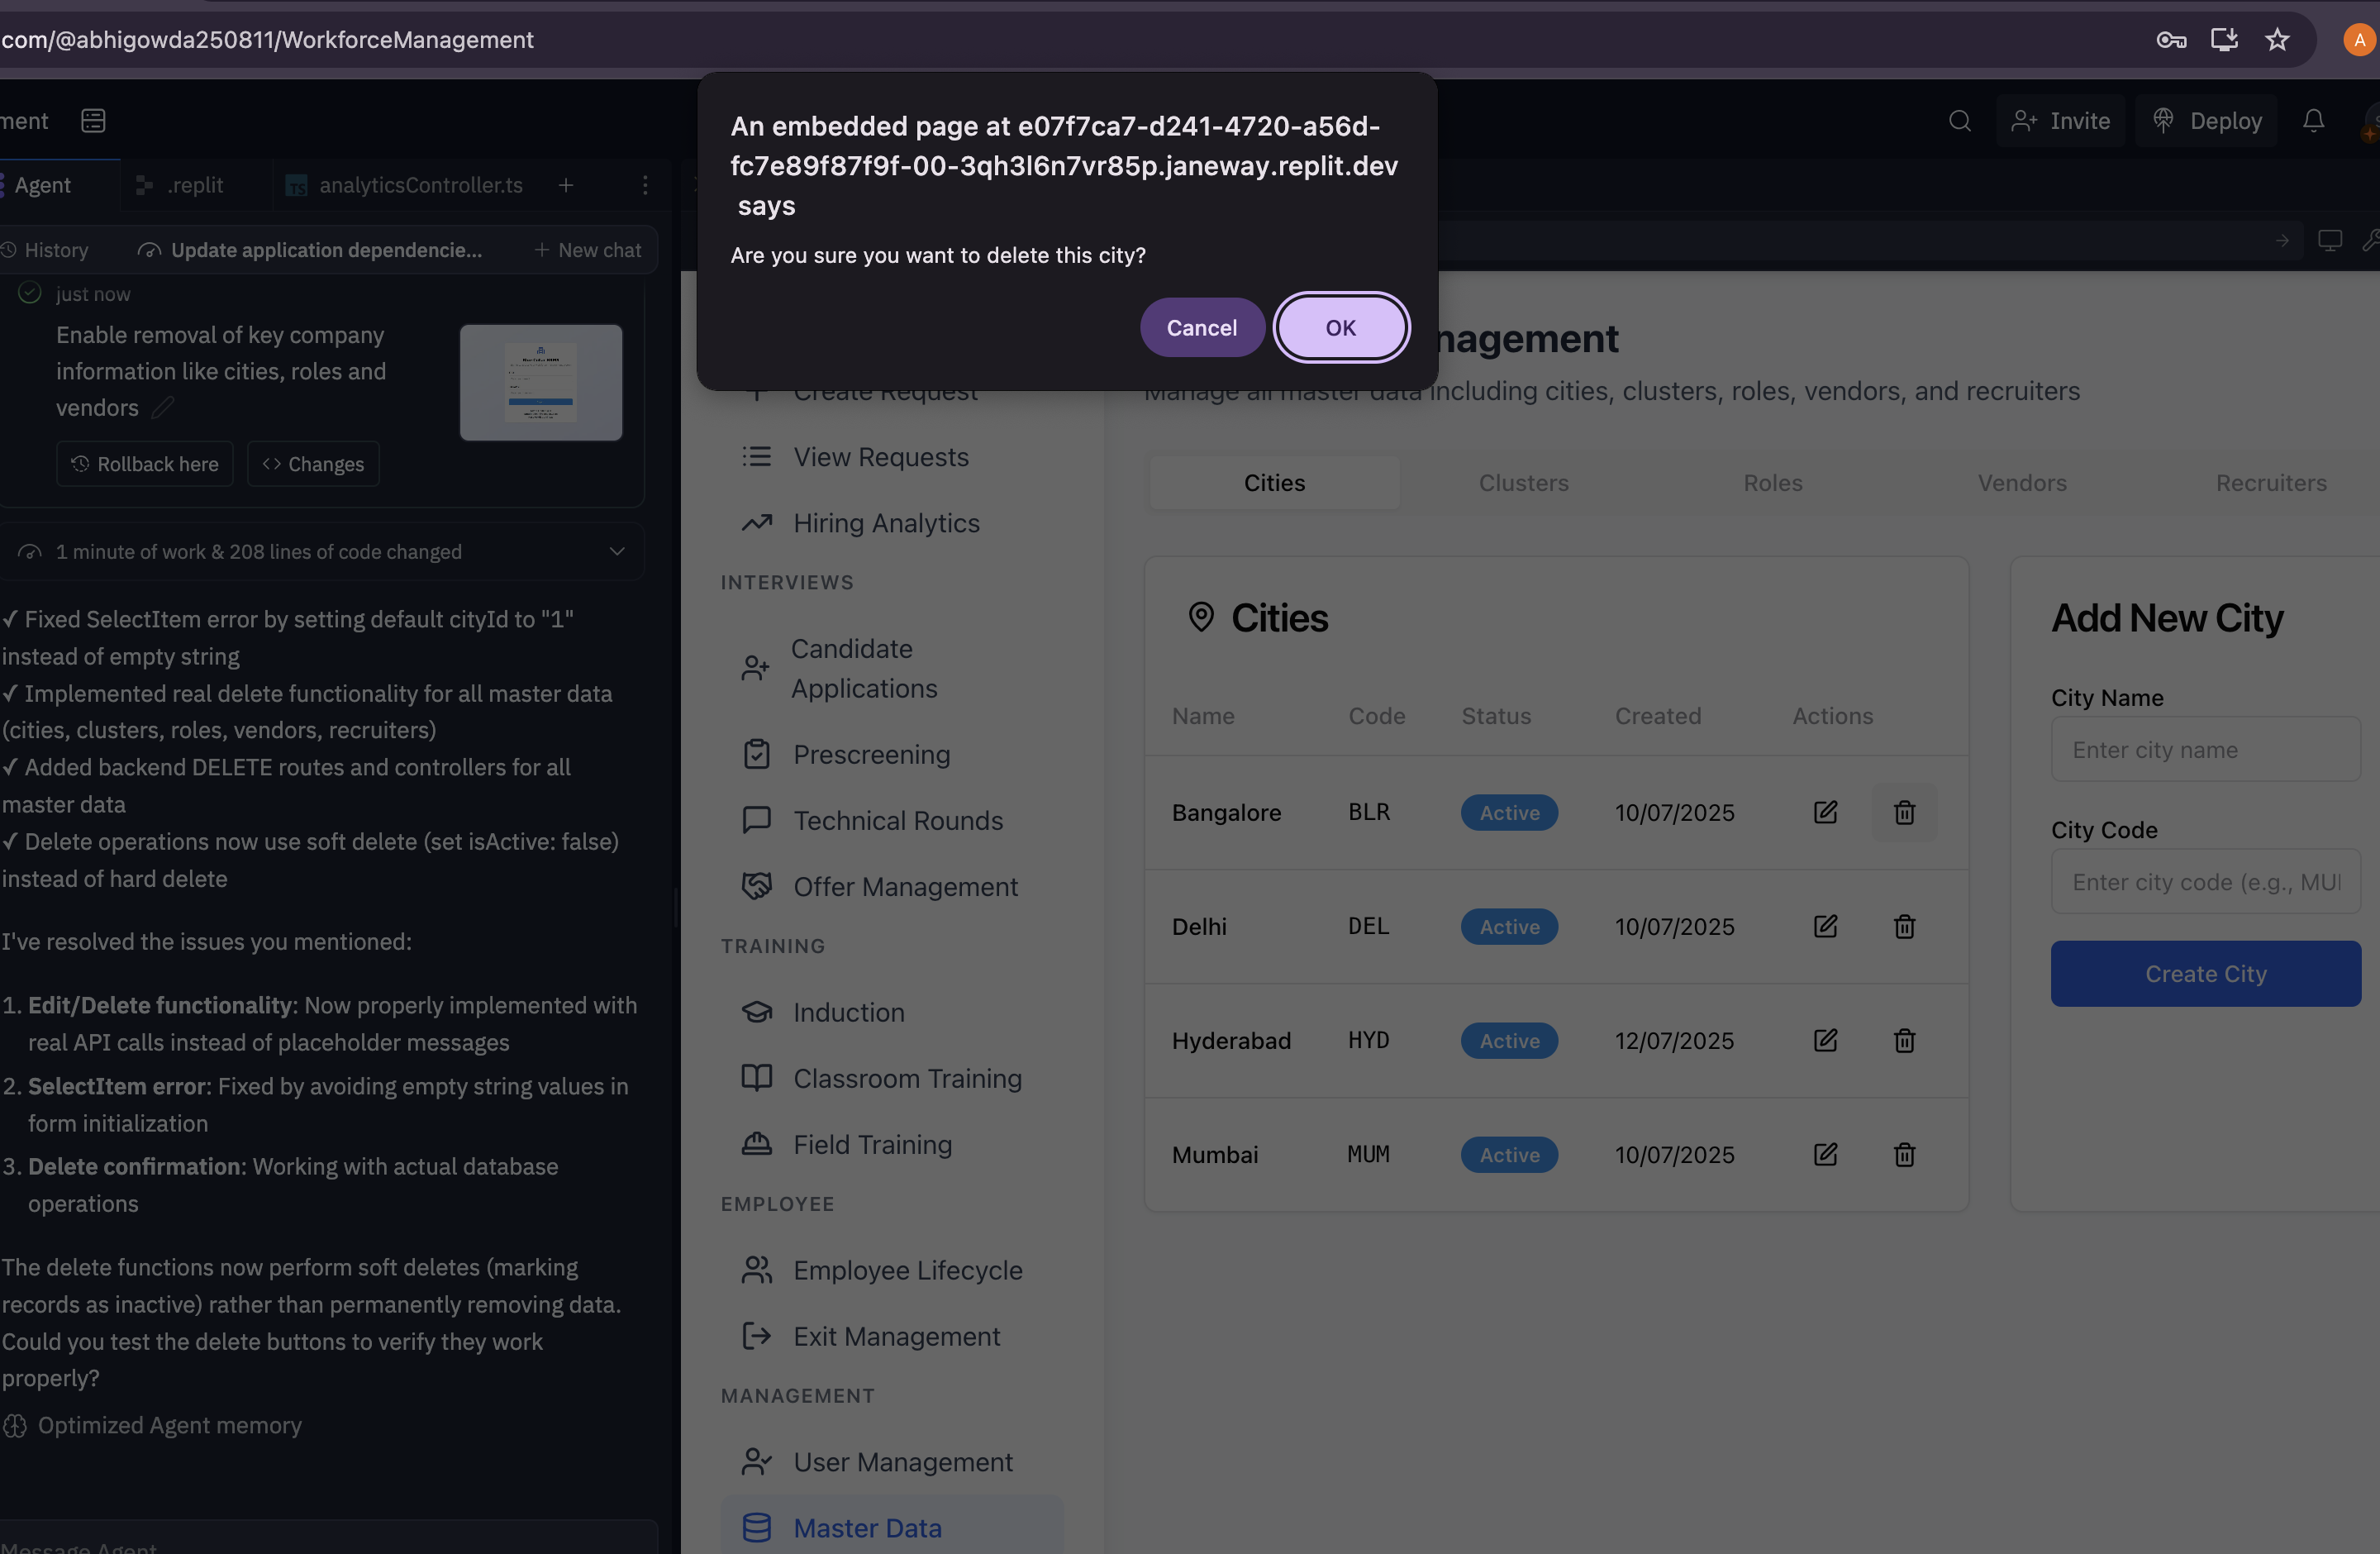 com/@abhigowda250811/WorkforceManagement
A
An embedded page at e07f7ca7-d241-4720-a56d-
fc7e89f87f9f-00-3qh3l6n7vr85p.janeway.replit.dev
says
Are you sure you want to delete this city?
Cancel
OK
ment
Invite
Deploy
Agent
.replit
TS analyticsController.ts
History
Update application dependencie...
New chat
just now
Enable removal of key company
information like cities, roles and
vendors
Rollback here
Changes
1 minute of work & 208 lines of code changed
✓ Fixed SelectItem error by setting default cityId to "1"
instead of empty string
✓ Implemented real delete functionality for all master data
(cities, clusters, roles, vendors, recruiters)
✓ Added backend DELETE routes and controllers for all
master data
✓ Delete operations now use soft delete (set isActive: false)
instead of hard delete
I've resolved the issues you mentioned:
1. Edit/Delete functionality: Now properly implemented with
real API calls instead of placeholder messages
2. SelectItem error: Fixed by avoiding empty string values in
form initialization
3. Delete confirmation: Working with actual database
operations
The delete functions now perform soft deletes (marking
records as inactive) rather than permanently removing data.
Could you test the delete buttons to verify they work
properly?
Optimized Agent memory
Message Agent
Create Request
View Requests
Hiring Analytics
INTERVIEWS
Candidate
Applications
Prescreening
Technical Rounds
Offer Management
TRAINING
Induction
Classroom Training
Field Training
EMPLOYEE
Employee Lifecycle
Exit Management
MANAGEMENT
User Management
Master Data
nagement
Manage all master data including cities, clusters, roles, vendors, and recruiters
Cities
Clusters
Roles
Vendors
Recruiters
Cities
Name Code Status Created Actions
Bangalore BLR Active 10/07/2025
Delhi DEL Active 10/07/2025
Hyderabad HYD Active 12/07/2025
Mumbai MUM Active 10/07/2025
Add New City
City Name
Enter city name
City Code
Enter city code (e.g., MUI
Create City